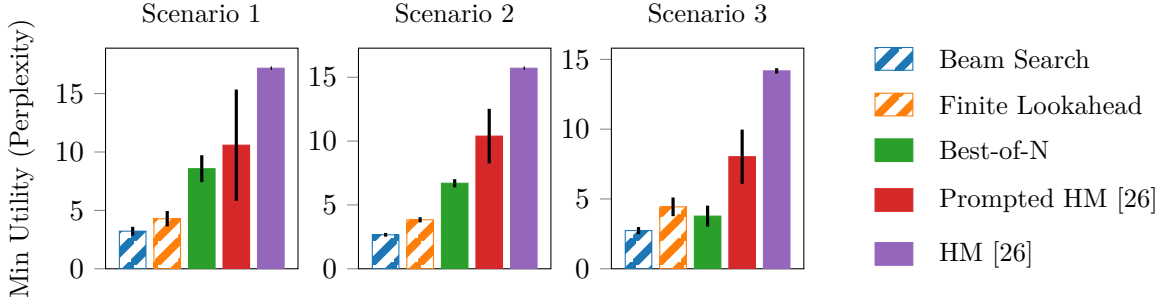 Scenario 1
Scenario 2
Scenario 3
Min Utility (Perplexity)
15
10
5
0
15
10
5
0
15
10
5
0
Beam Search
Finite Lookahead
Best-of-N
Prompted HM [26]
HM [26]